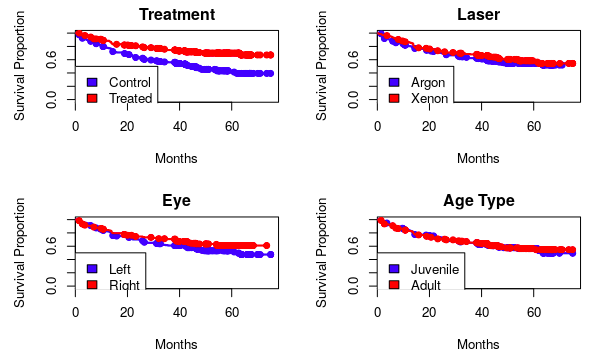 Treatment
Survival Proportion
0.6
0.0
Control
Treated
0 20 40 60
Months
Laser
Survival Proportion
0.6
0.0
Argon
Xenon
0 20 40 60
Months
Eye
Survival Proportion
0.6
0.0
Left
Right
0 20 40 60
Months
Age Type
Survival Proportion
0.6
0.0
Juvenile
Adult
0 20 40 60
Months